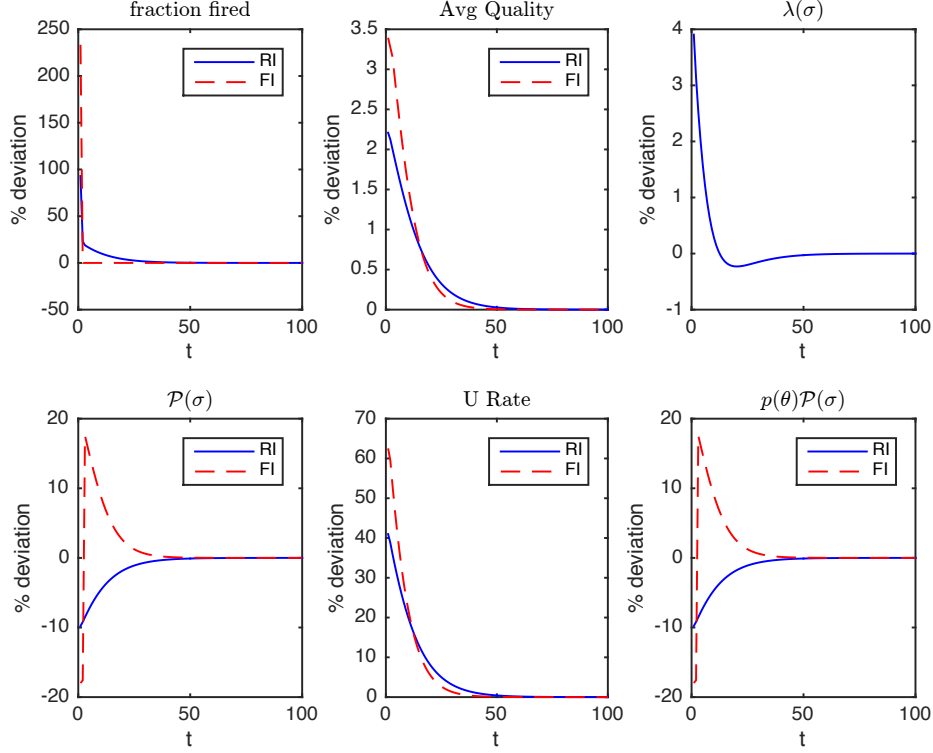 fraction fired
% deviation
250
200
150
100
50
0
-50
0
50
100
t
RI
FI
Avg Quality
% deviation
3.5
3
2.5
2
1.5
1
0.5
0
0
50
100
t
RI
FI
λ(σ)
% deviation
4
3
2
1
0
-1
0
50
100
t
𝒫(σ)
% deviation
20
10
0
-10
-20
0
50
100
t
RI
FI
U Rate
% deviation
70
60
50
40
30
20
10
0
0
50
100
t
RI
FI
p(θ)𝒫(σ)
% deviation
20
10
0
-10
-20
0
50
100
t
RI
FI